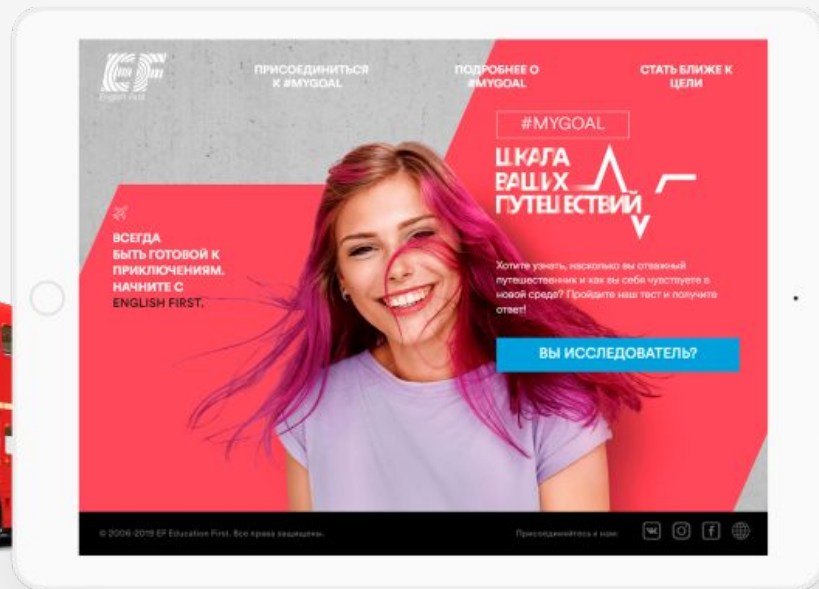 EF
English First
ПРИСОЕДИНИТЬСЯ
К #MYGOAL
ПОДРОБНЕЕ О
#MYGOAL
СТАТЬ БЛИЖЕ К
ЦЕЛИ
#MYGOAL
ШКАЛА
ВАШИХ
ПУТЕШЕСТВИЙ
ВСЕГДА
БЫТЬ ГОТОВОЙ К
ПРИКЛЮЧЕНИЯМ.
НАЧНИТЕ С
ENGLISH FIRST.
Хотите узнать, насколько вы отважный
путешественник и как вы себя чувствуете в
новой среде? Пройдите наш тест и получите
ответ!
ВЫ ИССЛЕДОВАТЕЛЬ?
© 2006-2019 EF Education First. Все права защищены.
Присоединяйтесь к нам: